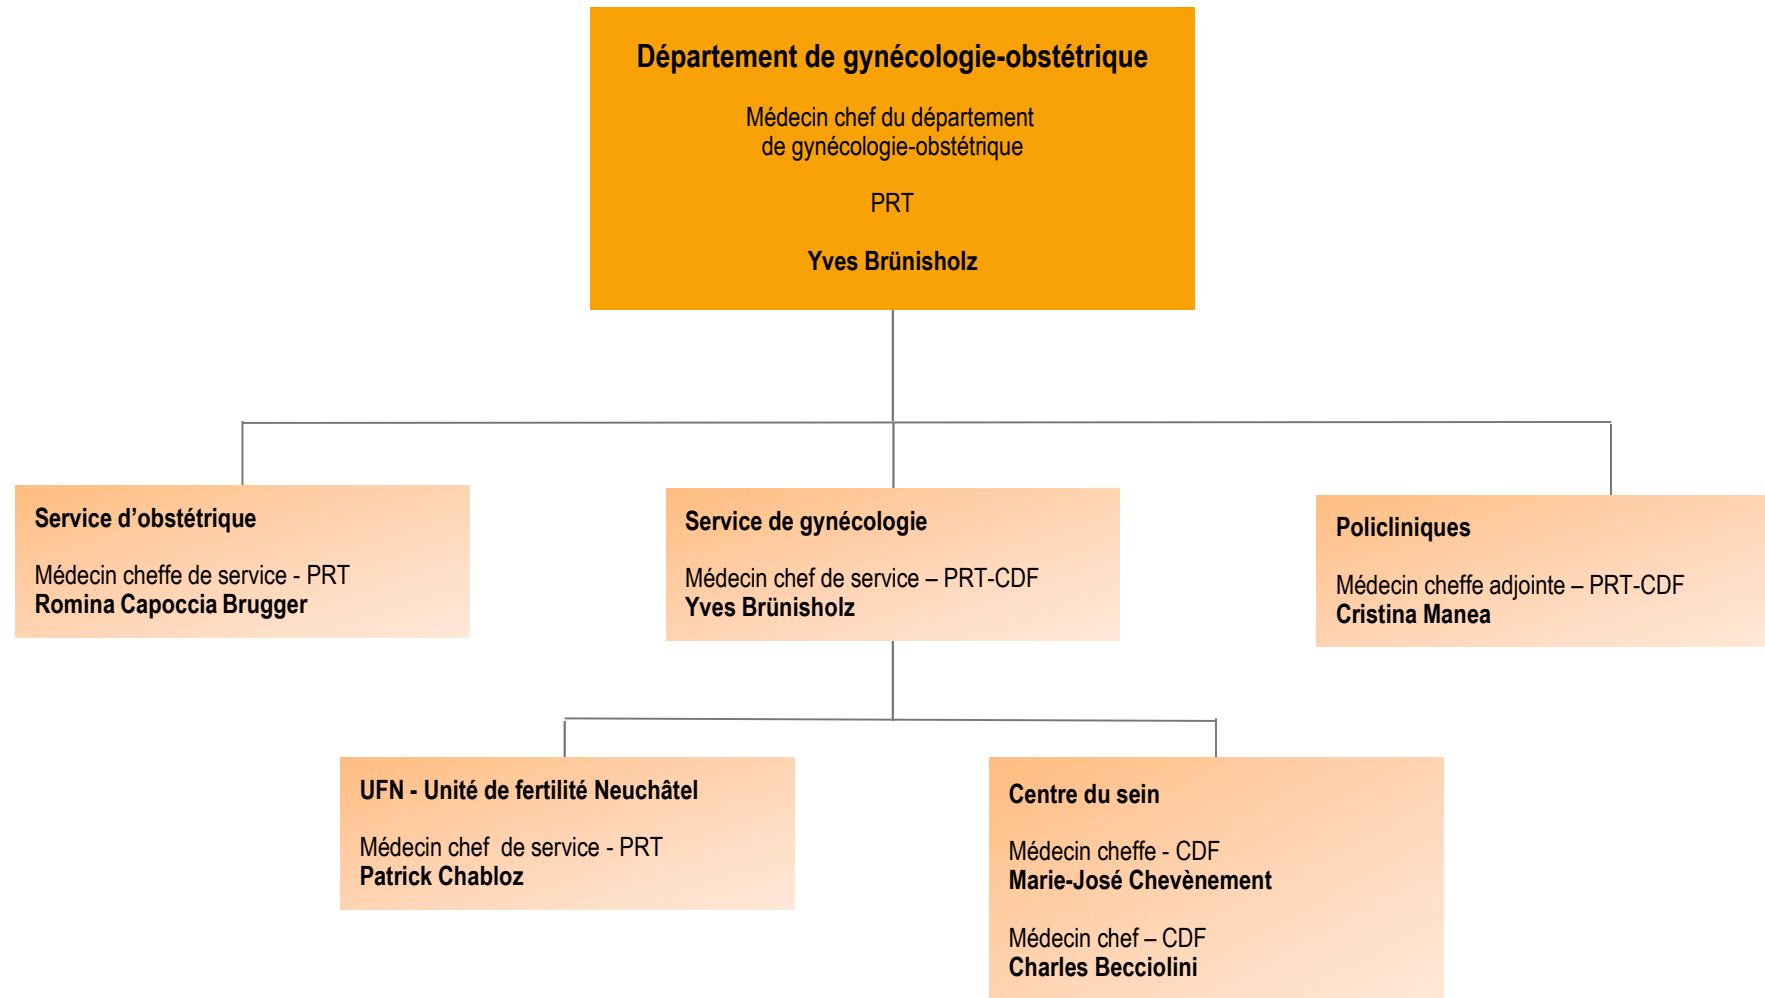 Département de gynécologie-obstétrique
Médecin chef du département
de gynécologie-obstétrique
PRT
Yves Brünisholz
Service d’obstétrique
Médecin cheffe de service - PRT
Romina Capoccia Brugger
Service de gynécologie
Médecin chef de service – PRT-CDF
Yves Brünisholz
Policliniques
Médecin cheffe adjointe – PRT-CDF
Cristina Manea
UFN - Unité de fertilité Neuchâtel
Médecin chef  de service - PRT
Patrick Chabloz
Centre du sein
Médecin cheffe - CDF
Marie-José Chevènement
Médecin chef – CDF
Charles Becciolini